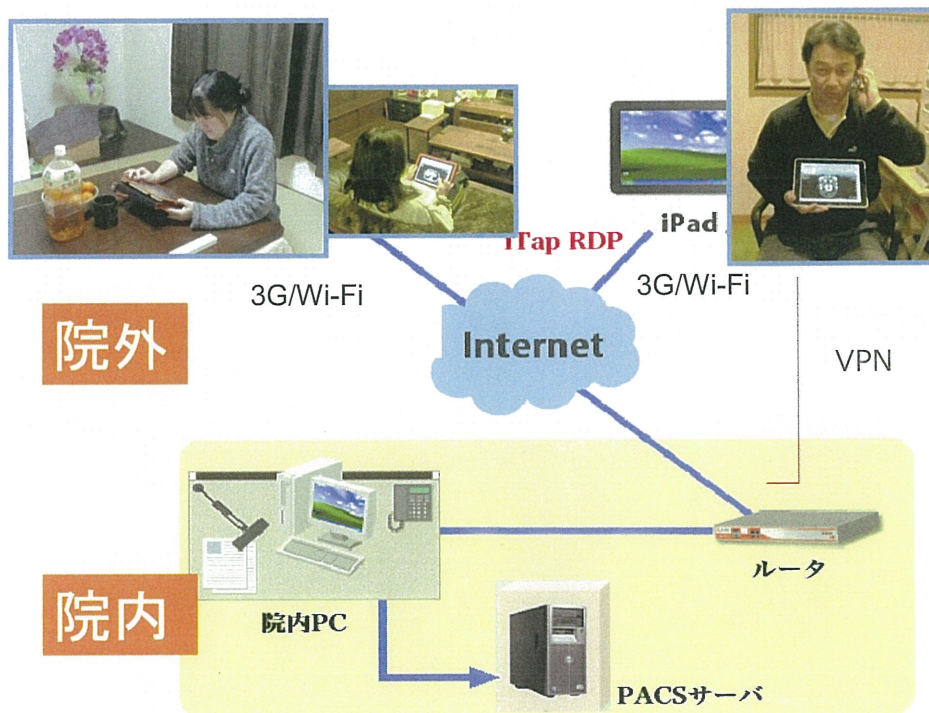 iPad
iTap RDP
3G/Wi-Fi
3G/Wi-Fi
院外
Internet
VPN
ルータ
院内PC
院内
PACSサーバ